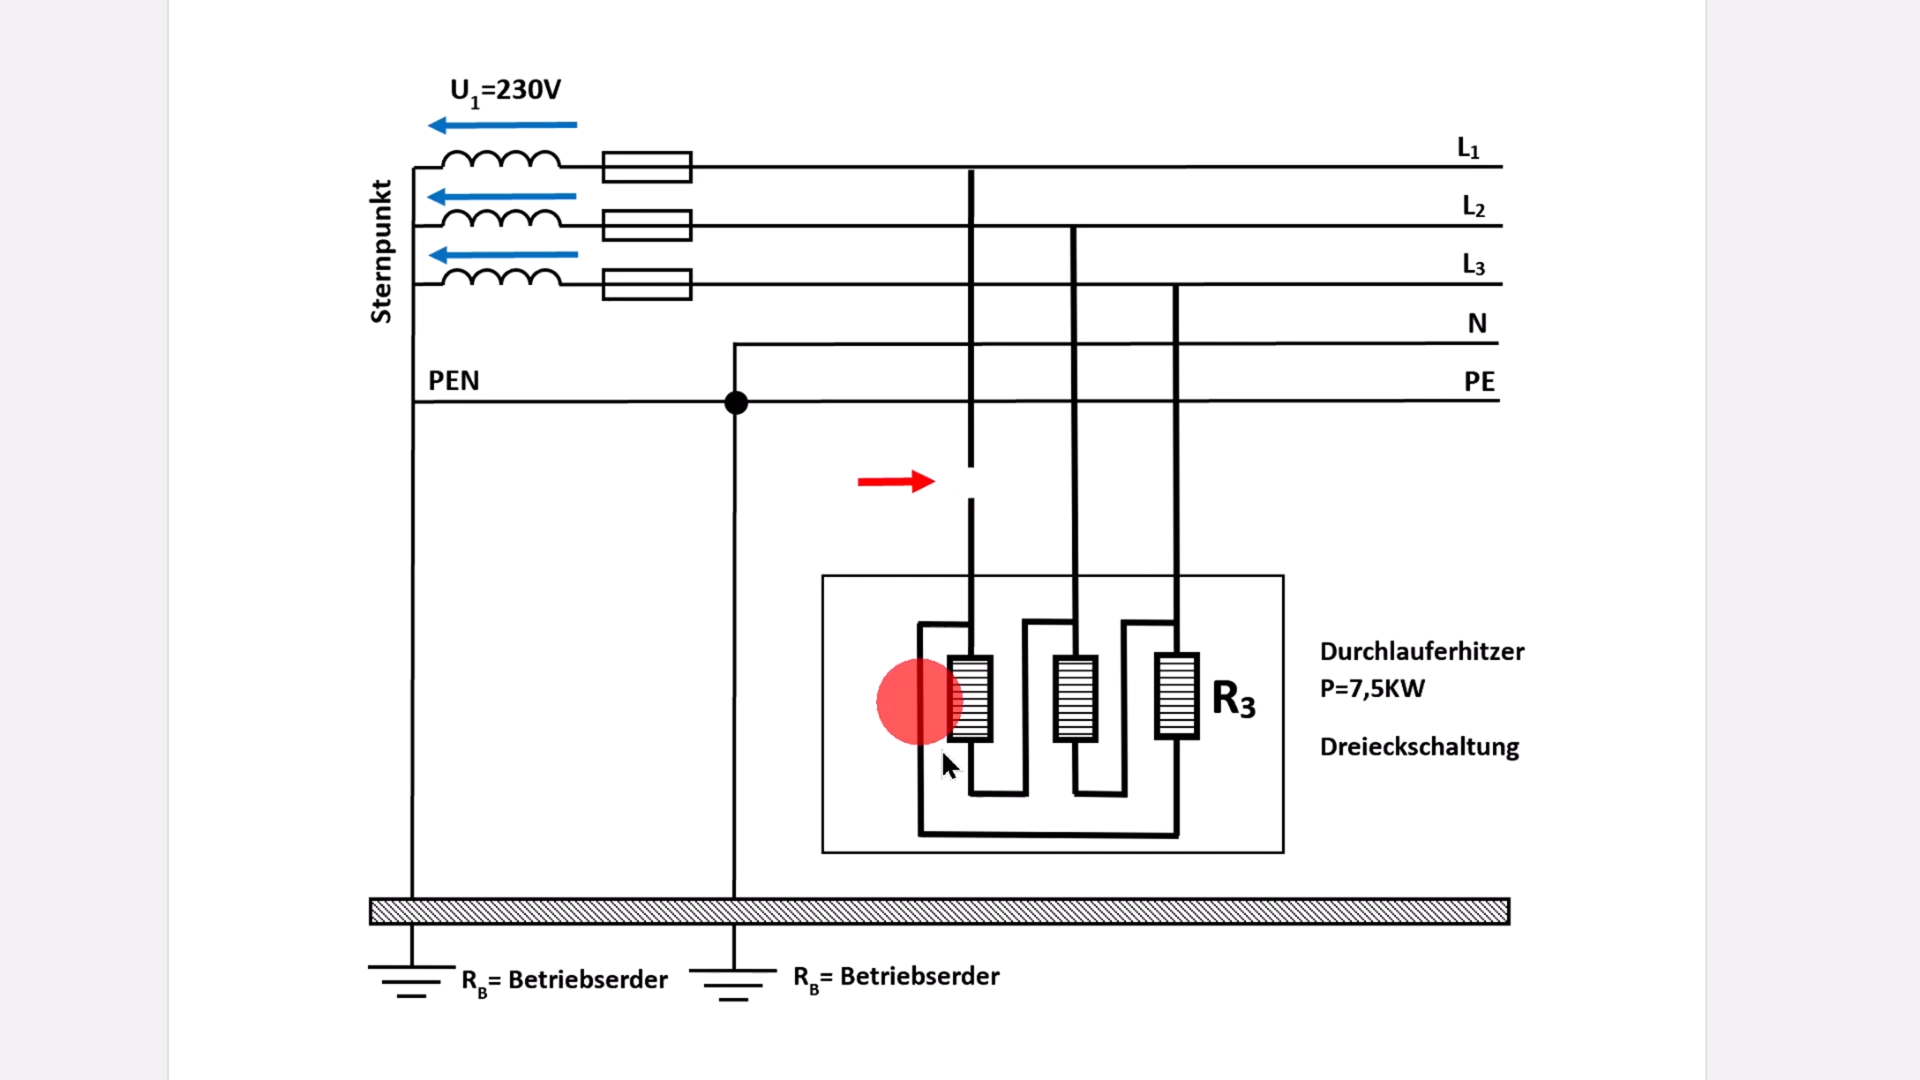 U1=230V
L1
L2
L3
Sternpunkt
N
PEN
PE
R3
Durchlauferhitzer
P=7,5KW
Dreieckschaltung
RB= Betriebserder
RB= Betriebserder